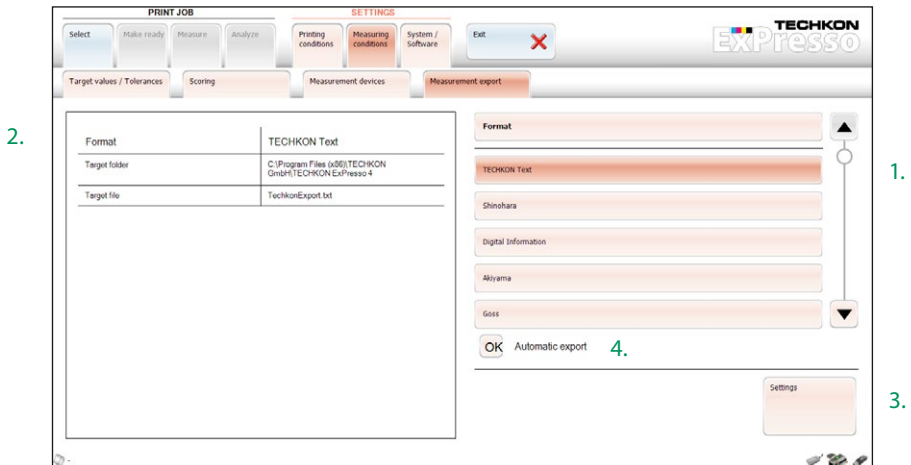 PRINT JOB
SETTINGS
Select
Make ready
Measure
Analyze
Printing
conditions
Measuring
conditions
System /
Software
Exit
TECHKON
ExPresso
Target values / Tolerances
Scoring
Measurement devices
Measurement export
2.
Format
TECHKON Text
Target folder
C:\Program Files (x86)\TECHKON
GmbH\TECHKON ExPresso 4
Target file
TechkonExport.txt
Format
TECHKON Text
1.
Shinohara
Digital Information
Akiyama
Goss
OK
Automatic export
4.
Settings
3.